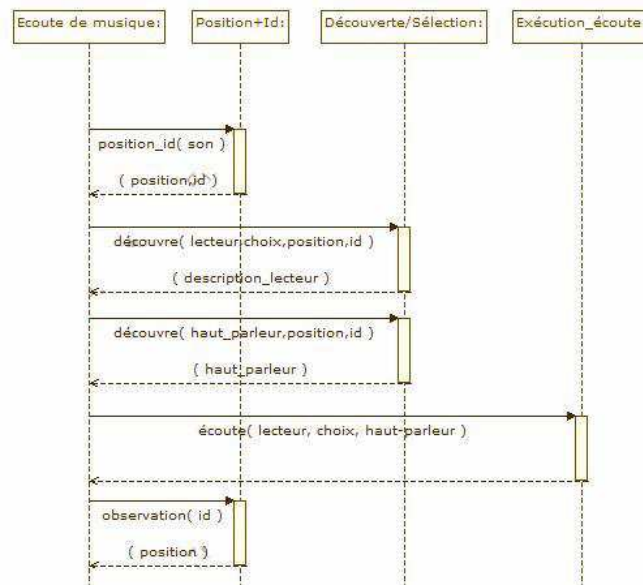 Ecoute de musique:
Position+Id:
Découverte/Sélection:
Exécution_écoute
position_id( son )
( position,id )
découvre( lecteur,choix,position,id )
( description_lecteur )
découvre( haut_parleur,position,id )
( haut_parleur )
écoute( lecteur, choix, haut-parleur )
observation( id )
( position )